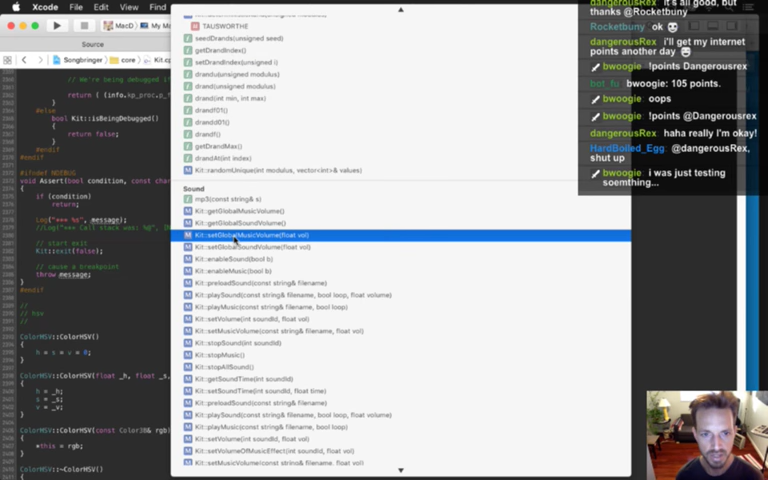 Xcode File Edit View Find
MacD
Source
Songbringer core Kit.c
// We're being debugged if
return ( (info.kp_proc.p_f
#else
bool Kit::isBeingDebugged()
{
return false;
}
#endif
#endif
#ifdef NDEBUG
void Assert(bool condition, const char
{
if (condition)
return;
Log("*** %s", message);
// start exit
Kit::exit(false);
// cause a breakpoint
throw message;
}
#endif
//
// hsv
//
ColorHSV::ColorHSV()
{
h = s = v = 0;
}
ColorHSV::ColorHSV(float _h, float _s,
{
h = _h;
s = _s;
v = _v;
}
ColorHSV::ColorHSV(const Color3B& rgb)
{
*this = rgb;
}
ColorHSV::~ColorHSV()
{
TAUSWORTHE
seedDrands(unsigned seed)
getDrandIndex()
setDrandIndex(unsigned i)
drandu(unsigned modulus)
drand(unsigned modulus)
drand(int min, int max)
drandf01()
drandd01()
drandf()
getDrandMax()
drandAt(int index)
Kit::randomUnique(int modulus, vector<int>& values)
Sound
mp3(const string& s)
Kit::getGlobalMusicVolume()
Kit::getGlobalSoundVolume()
Kit::setGlobalMusicVolume(float vol)
Kit::setGlobalSoundVolume(float vol)
Kit::enableSound(bool b)
Kit::enableMusic(bool b)
Kit::preloadSound(const string& filename)
Kit::playSound(const string& filename, bool loop, float volume)
Kit::playMusic(const string& filename, bool loop)
Kit::setVolume(int soundId, float vol)
Kit::setMusicVolume(const string& filename, float vol)
Kit::stopSound(int soundId)
Kit::stopMusic()
Kit::stopAllSound()
Kit::getSoundTime(int soundId)
Kit::setSoundTime(int soundId, float time)
Kit::preloadSound(const string& filename)
Kit::playSound(const string& filename, bool loop, float volume)
Kit::playMusic(const string& filename, bool loop)
Kit::setVolume(int soundId, float vol)
Kit::setVolumeOfMusicEffect(int soundId, float vol)
Kit::setMusicVolume(const string& filename, float vol)
dangerousRex it's all good, but
thanks @Rocketbuny
Rocketbuny ok
dangerousRex i'll get my internet
points another day
bwoogie !points Dangerousrex
bot_fu bwoogie: 105 points.
bwoogie oops
bwoogie !points @Dangerousrex
dangerousRex haha really I'm okay!
HardBoiled_Egg: @dangerousRex,
shut up
bwoogie i was just testing
soemthing...